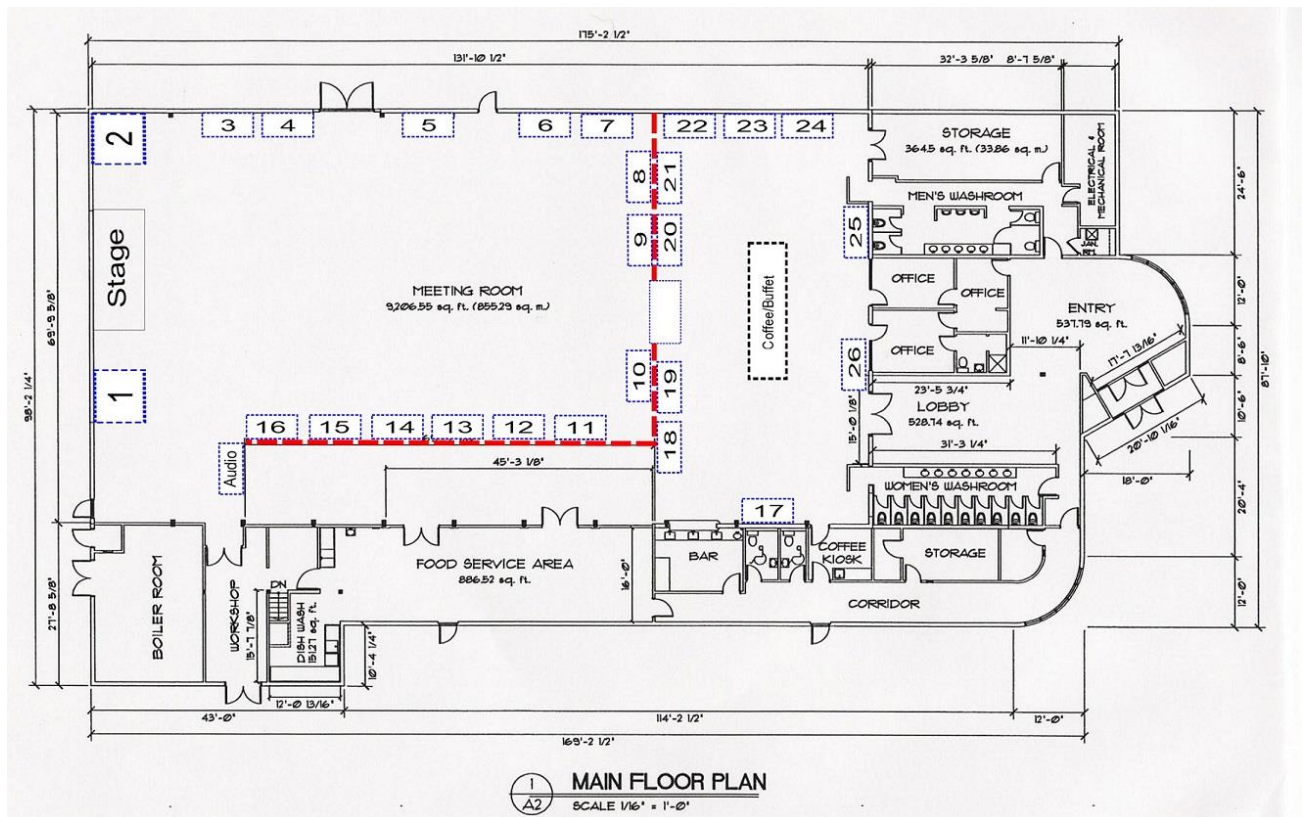 175'-2 1/2"
131'-10 1/2"
32'-3 5/8"
8'-7 5/8"
2
3
4
5
6
7
22
23
24
STORAGE
364.5 sq. ft. (33.86 sq. m.)
ELECTRICAL &
MECHANICAL ROOM
24'-6"
8
21
MEN'S WASHROOM
9
20
25
JAN.
Stage
OFFICE
OFFICE
MEETING ROOM
9,206.55 sq. ft. (855.29 sq. m.)
Coffee/Buffet
ENTRY
537.79 sq. ft.
12'-0"
69'-9 5/8"
98'-2 1/4"
OFFICE
11'-10 1/4"
17'-7 13/16"
8'-6"
87'-10"
1
10
19
26
23'-5 3/4"
LOBBY
528.74 sq. ft.
15'-0 1/8"
10'-6"
16
15
14
13
12
11
18
31'-3 1/4"
20'-10 1/16"
Audio
45'-3 1/8"
18'-0"
WOMEN'S WASHROOM
20'-4"
17
BAR
COFFEE
KIOSK
STORAGE
FOOD SERVICE AREA
886.52 sq. ft.
16'-0"
27'-8 5/8"
BOILER ROOM
WORKSHOP
15'-7 7/8"
DN
DISH WASH
151.27 sq. ft.
CORRIDOR
12'-0"
10'-4 1/4"
12'-0 13/16"
43'-0"
114'-2 1/2"
12'-0"
169'-2 1/2"
1
A2
MAIN FLOOR PLAN
SCALE 1/16" = 1'-0"